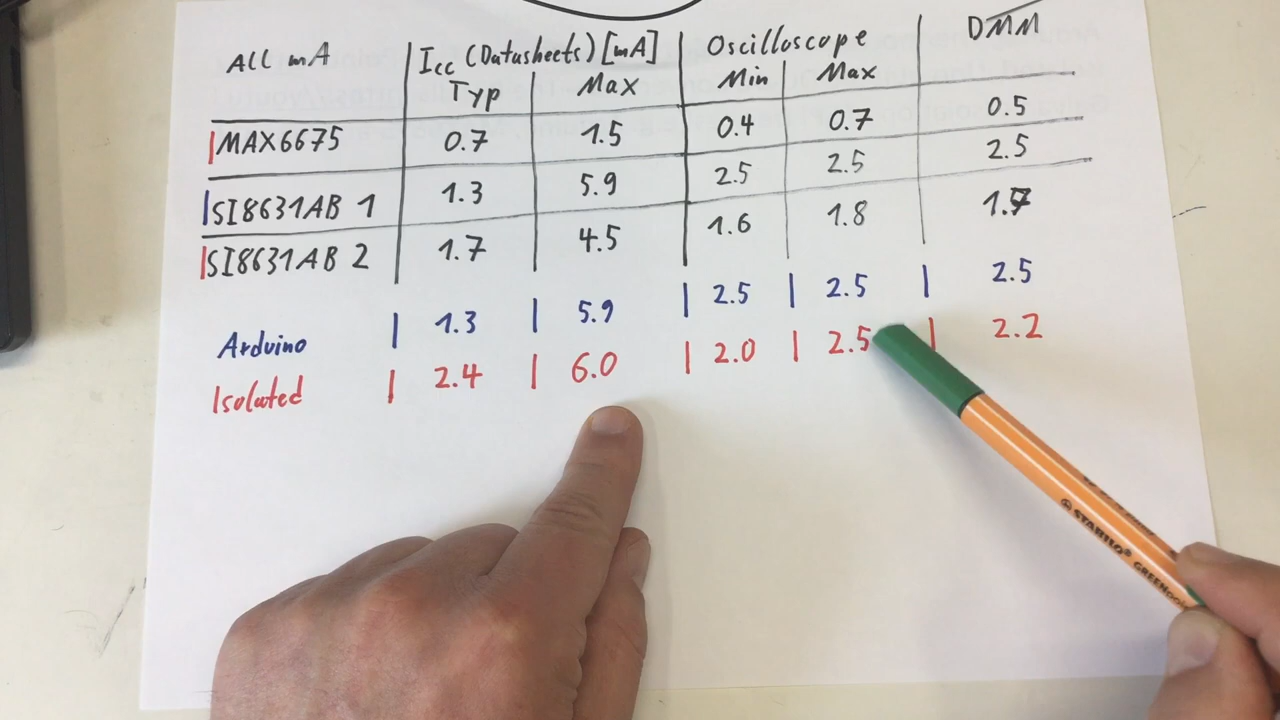 All mA Icc (Datasheets) [mA] Oscilloscope DMM
Typ Max Min Max
MAX6675 0.7 1.5 0.4 0.7 0.5
SI8631AB 1 1.3 5.9 2.5 2.5 2.5
SI8631AB 2 1.7 4.5 1.6 1.8 1.7
Arduino 1.3 5.9 2.5 2.5 2.5
Isolated 2.4 6.0 2.0 2.5 2.2
STABILO® GREEN